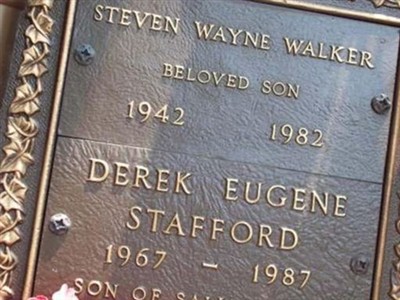 STEVEN WAYNE WALKER
BELOVED SON
1942 1982
DEREK EUGENE
STAFFORD
1967 - 1987
SON OF